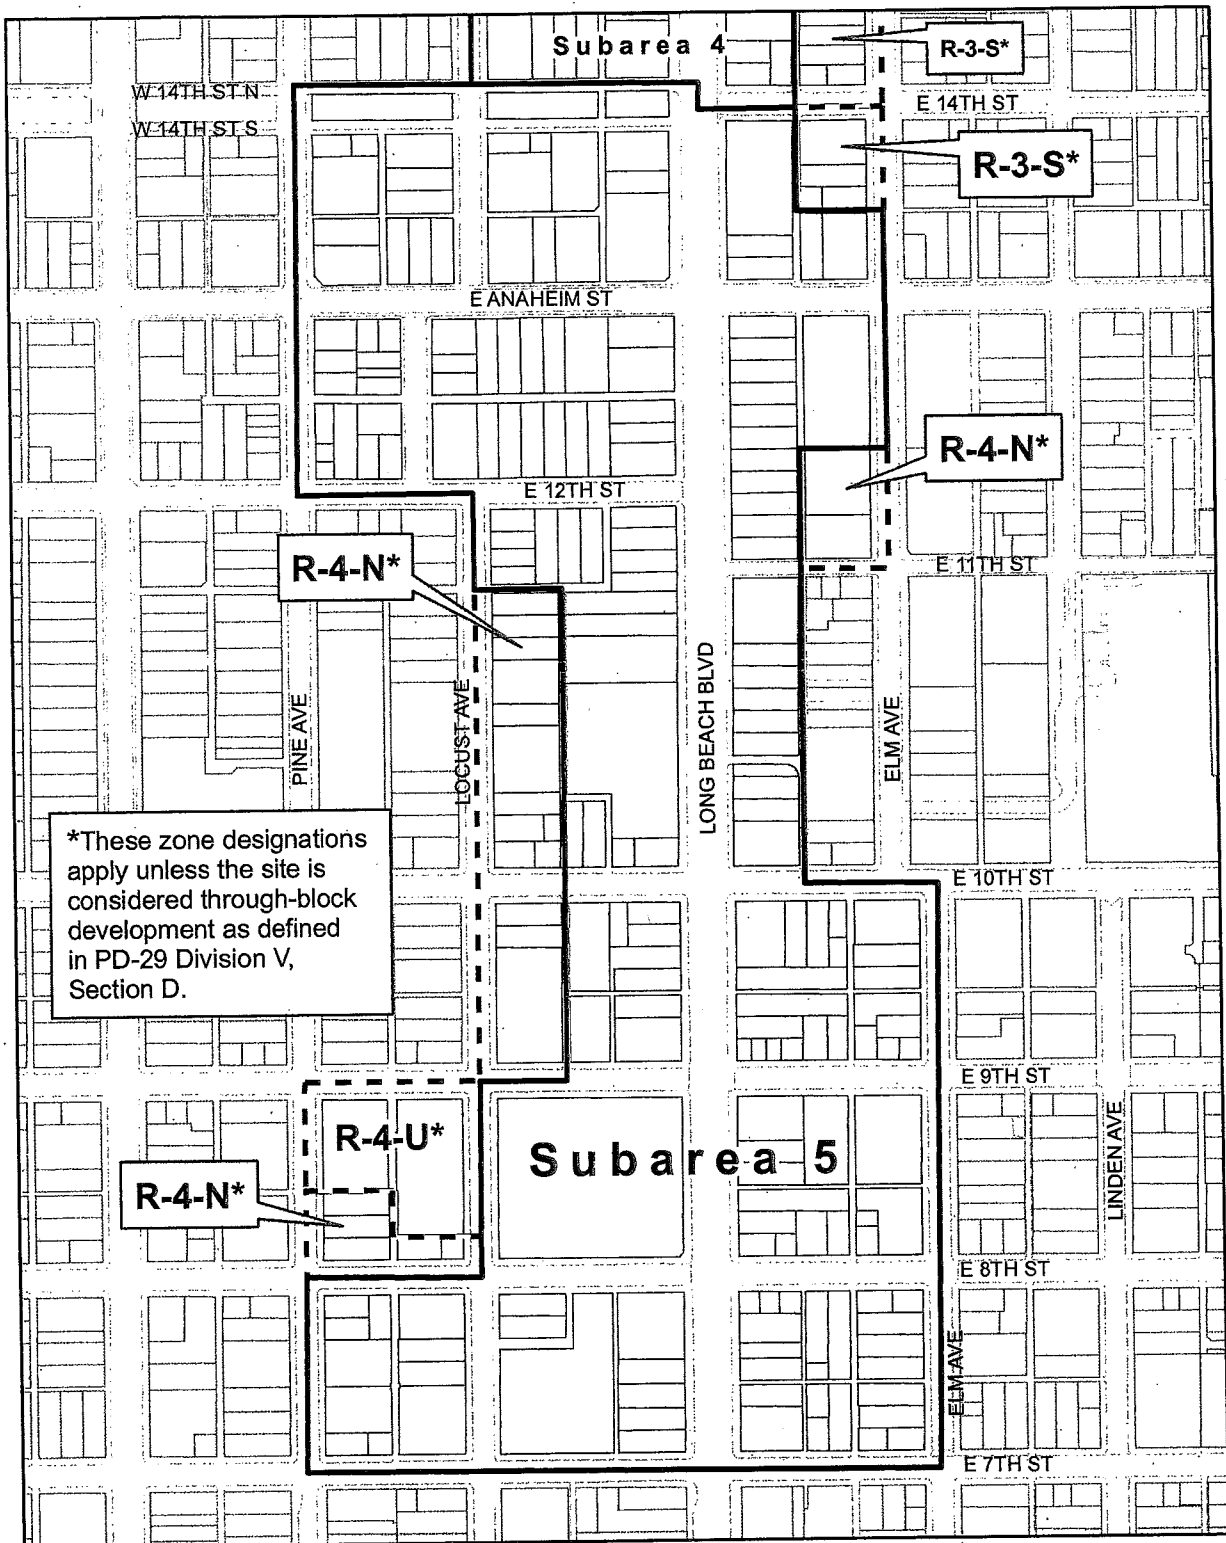 Subarea 4
R-3-S*
W 14TH ST N
E 14TH ST
W 14TH ST S
R-3-S*
E ANAHEIM ST
R-4-N*
E 12TH ST
R-4-N*
E 11TH ST
PINE AVE
LOCUST AVE
LONG BEACH BLVD
ELM AVE
*These zone designations
apply unless the site is
considered through-block
development as defined
in PD-29 Division V,
Section D.
E 10TH ST
E 9TH ST
R-4-U*
Subarea 5
LINDEN AVE
R-4-N*
E 8TH ST
ELM AVE
E 7TH ST